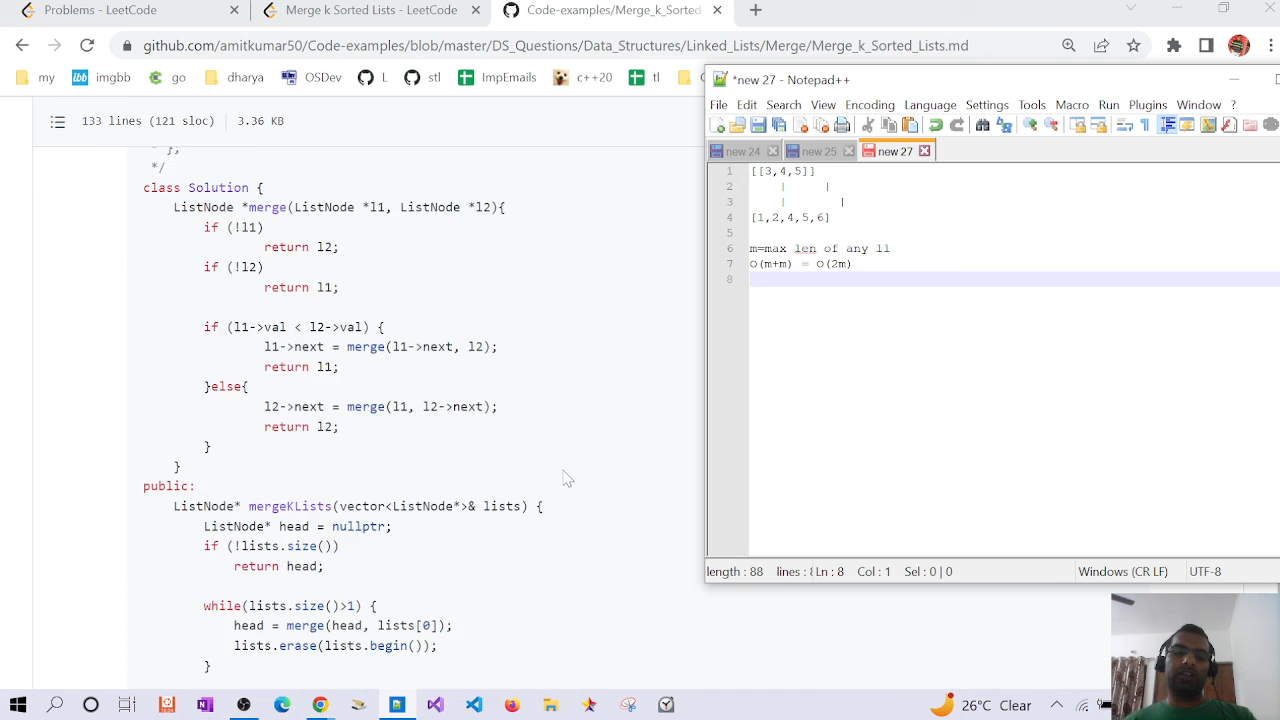 Problems - LeetCode
Merge k Sorted Lists - LeetCode
Code-examples/Merge_k_Sorted
github.com/amitkumar50/Code-examples/blob/master/DS_Questions/Data_Structures/Linked_Lists/Merge/Merge_k_Sorted_Lists.md
my
imgbb
go
dharya
OSDev
L
stl
ImpEmails
c++20
tl
133 lines (121 sloc) 3.36 KB
* };
*/
class Solution {
ListNode *merge(ListNode *l1, ListNode *l2){
if (!l1)
return l2;
if (!l2)
return l1;
if (l1->val < l2->val) {
l1->next = merge(l1->next, l2);
return l1;
}else{
l2->next = merge(l1, l2->next);
return l2;
}
}
public:
ListNode* mergeKLists(vector<ListNode*>& lists) {
ListNode* head = nullptr;
if (!lists.size())
return head;
while(lists.size()>1) {
head = merge(head, lists[0]);
lists.erase(lists.begin());
}
*new 27 - Notepad++
File Edit Search View Encoding Language Settings Tools Macro Run Plugins Window ?
new 24
new 25
new 27
1 [[3,4,5]]
2 | |
3 | |
4 [1,2,4,5,6]
5
6 m=max len of any ll
7 O(m+m) = O(2m)
8
length : 88 lines : 8 Ln : 8 Col : 1 Sel : 0 | 0 Windows (CR LF) UTF-8
26°C Clear